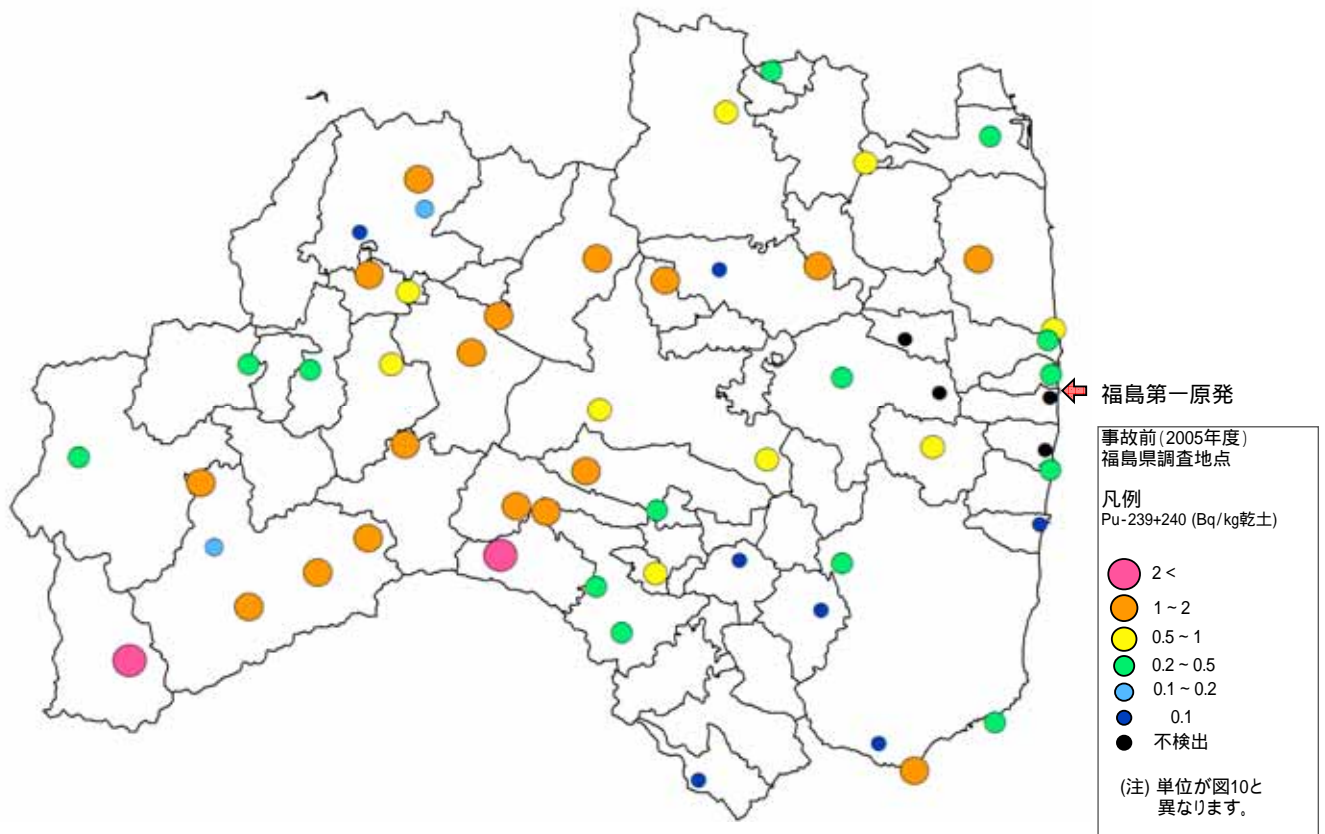 福島第一原発
事故前(2005年度)
福島県調査地点
凡例
Pu-239+240 (Bq/kg乾土)
2 <
1~2
0.5~1
0.2~0.5
0.1~0.2
0.1
不検出
(注) 単位が図10と
異なります。